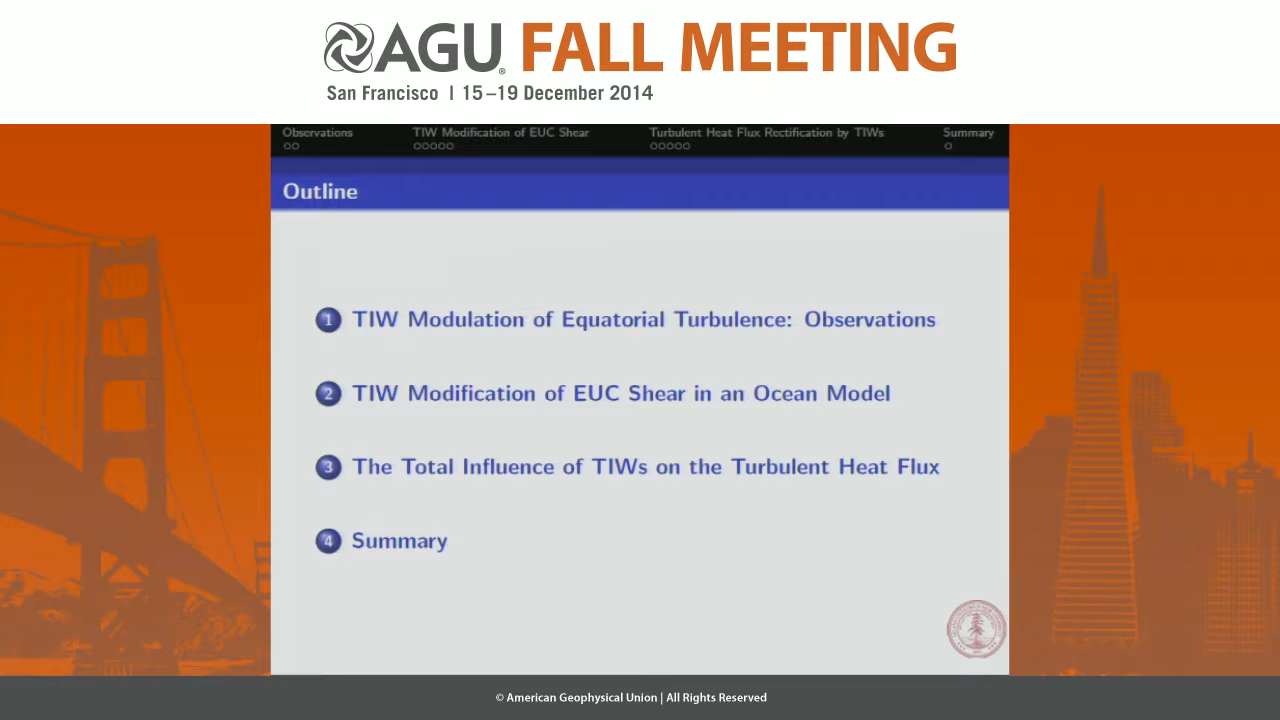 AGU FALL MEETING
San Francisco | 15–19 December 2014
Observations TIW Modification of EUC Shear Turbulent Heat Flux Rectification by TIWs Summary
Outline
1 TIW Modulation of Equatorial Turbulence: Observations
2 TIW Modification of EUC Shear in an Ocean Model
3 The Total Influence of TIWs on the Turbulent Heat Flux
4 Summary
© American Geophysical Union | All Rights Reserved